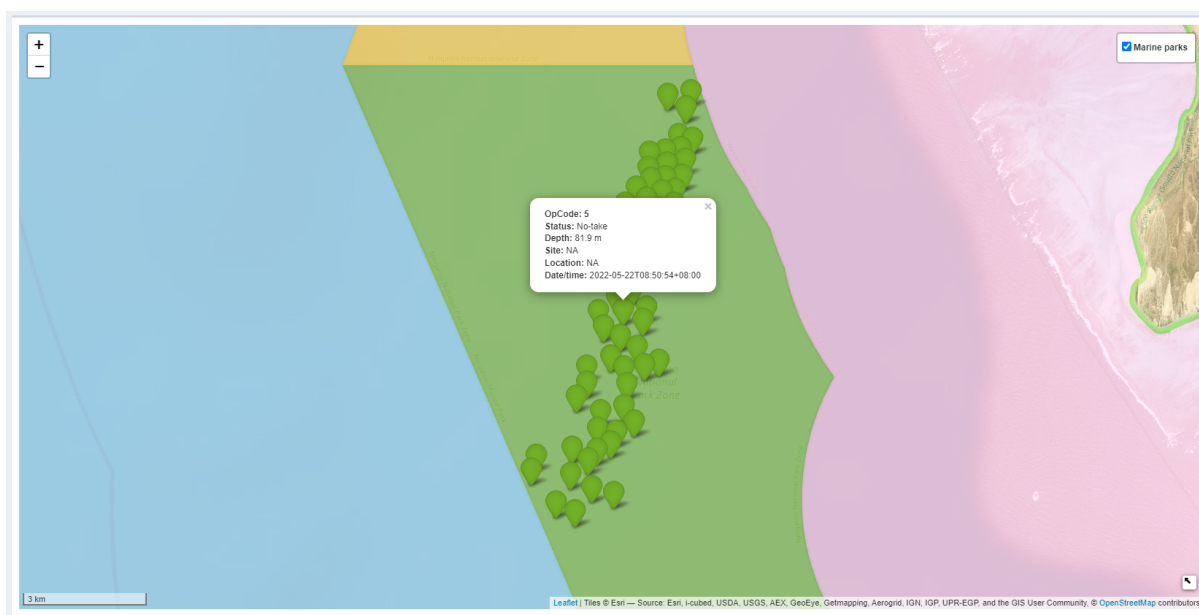 +
−
Marine parks
OpCode: 5
Status: No-take
Depth: 81.9 m
Site: NA
Location: NA
Date/time: 2022-05-22T08:50:54+08:00
×
Zone
3 km
Leaflet | Tiles © Esri — Source: Esri, i-cubed, USDA, USGS, AEX, GeoEye, Getmapping, Aerogrid, IGN, IGP, UPR-EGP, and the GIS User Community, © OpenStreetMap contributors